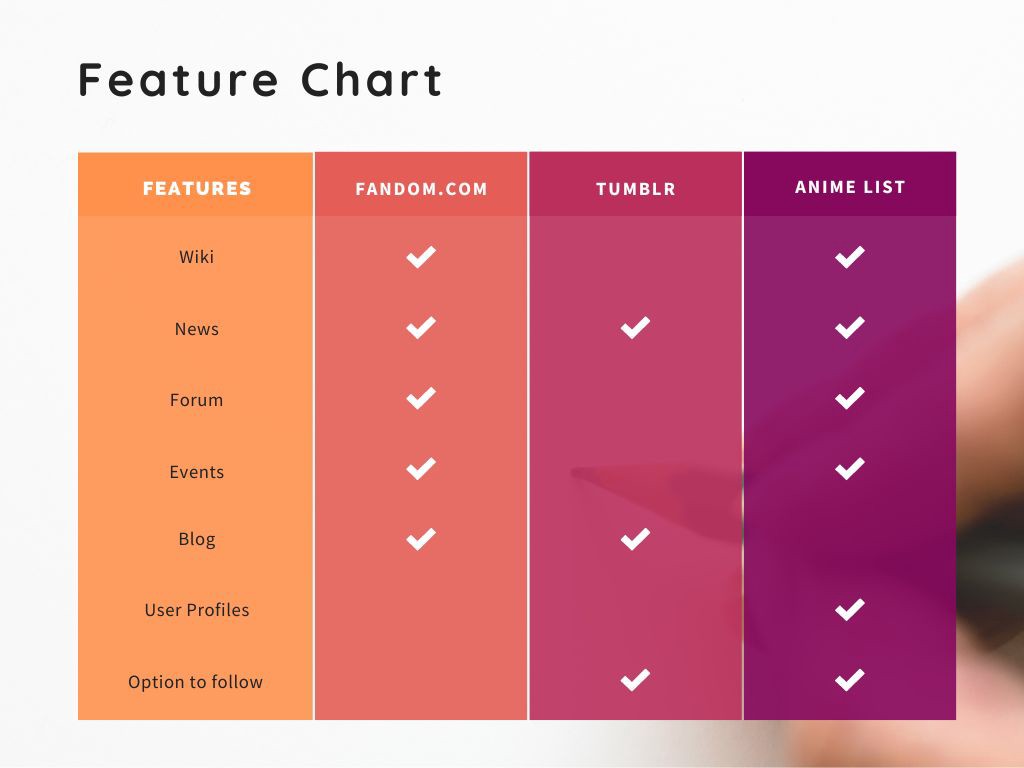 Feature Chart
FEATURES FANDOM.COM TUMBLR ANIME LIST
Wiki
News
Forum
Events
Blog
User Profiles
Option to follow